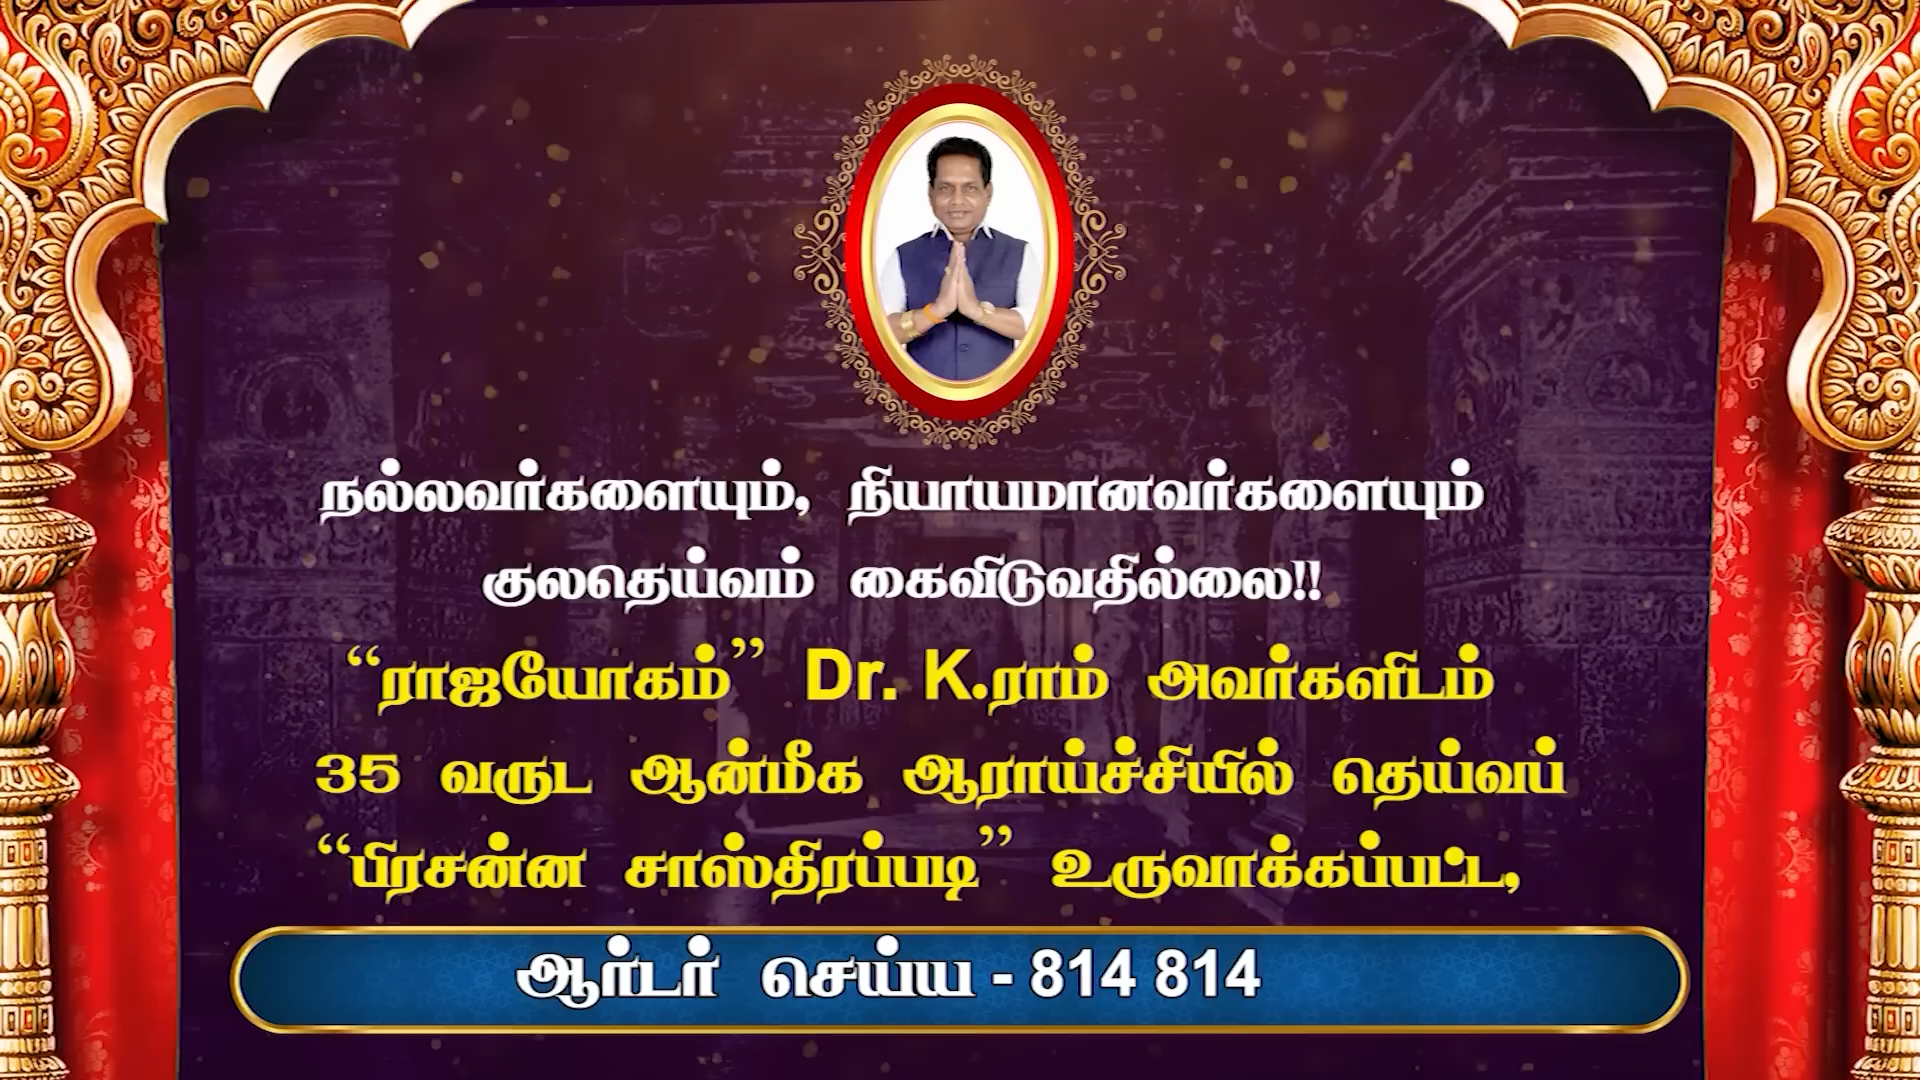 நல்லவர்களையும், நியாயமானவர்களையும்
குலதெய்வம் கைவிடுவதில்லை!!
“ராஜயோகம்” Dr. K.ராம் அவர்களிடம்
35 வருட ஆன்மீக ஆராய்ச்சியில் தெய்வப்
“பிரசன்ன சாஸ்திரப்படி” உருவாக்கப்பட்ட,
ஆர்டர் செய்ய - 814 814